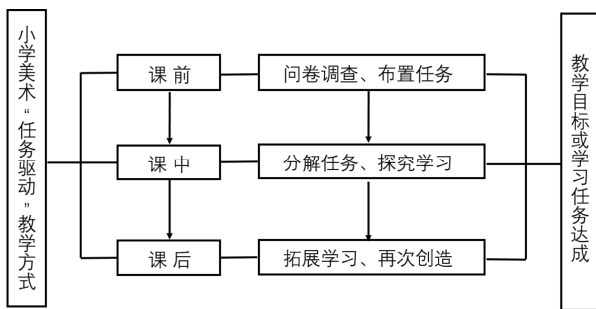 小学美术“任务驱动”教学方式
课前
问卷调查、布置任务
课中
分解任务、探究学习
课后
拓展学习、再次创造
教学目标或学习任务达成